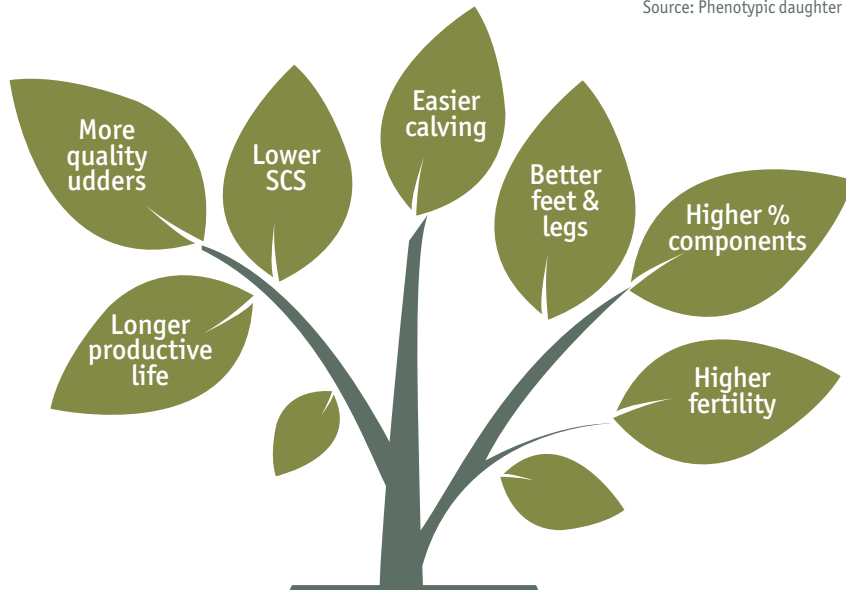 Source: Phenotypic daughter
Easier
calving
More
quality
udders
Lower
SCS
Better
feet &
legs
Higher %
components
Longer
productive
life
Higher
fertility